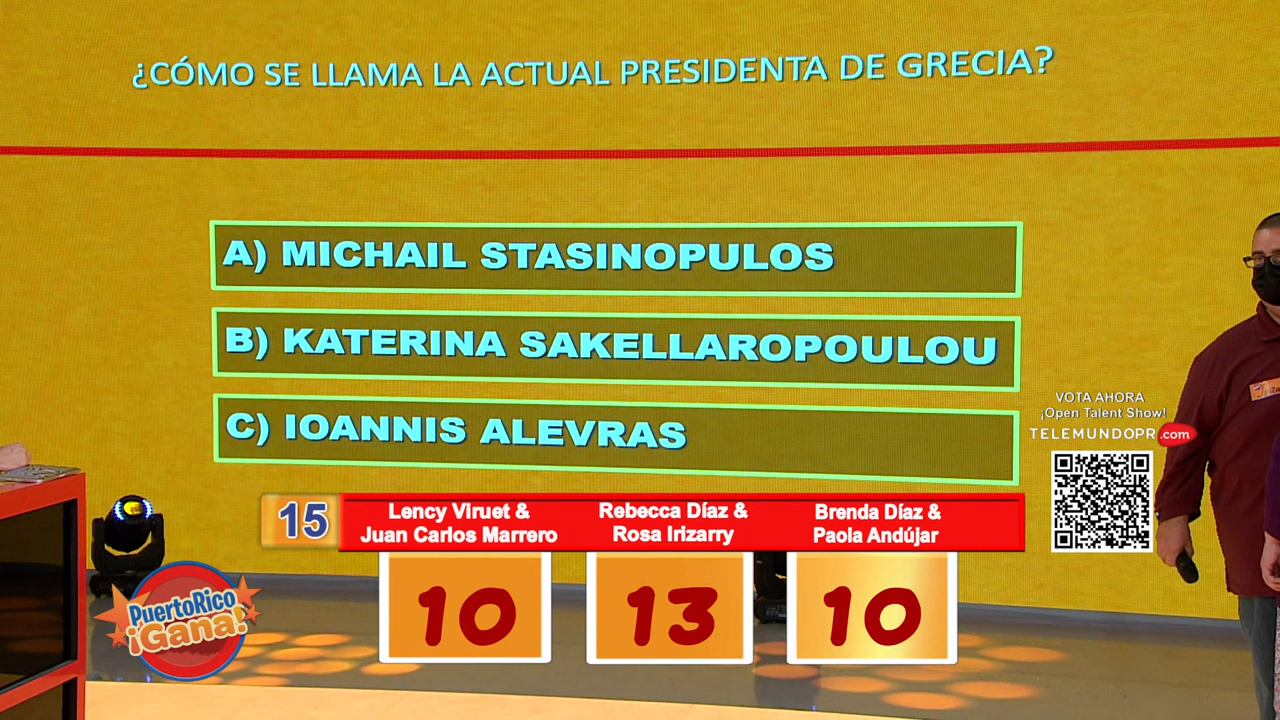 ¿CÓMO SE LLAMA LA ACTUAL PRESIDENTA DE GRECIA?
A) MICHAIL STASINOPULOS
B) KATERINA SAKELLAROPOULOU
C) IOANNIS ALEVRAS
VOTA AHORA
¡Open Talent Show!
TELEMUNDOPR.com
15
Lency Viruet &
Juan Carlos Marrero
Rebecca Díaz &
Rosa Irizarry
Brenda Díaz &
Paola Andújar
10
13
10
PuertoRico
¡Gana!